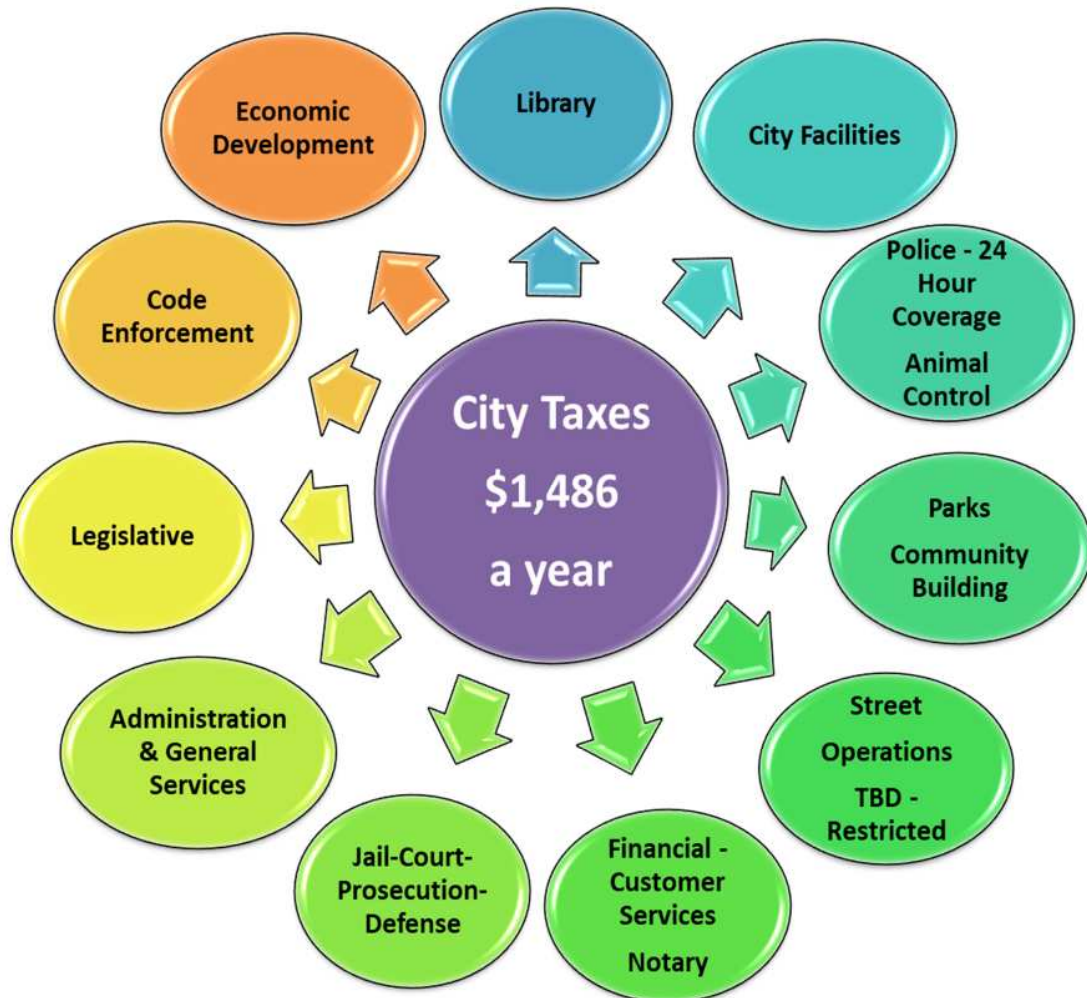 Economic
Development
Library
City Facilities
Police - 24
Hour
Coverage
Animal
Control
Code
Enforcement
City Taxes
$1,486
a year
Legislative
Parks
Community
Building
Administration
& General
Services
Street
Operations
TBD -
Restricted
Jail-Court-
Prosecution-
Defense
Financial -
Customer
Services
Notary